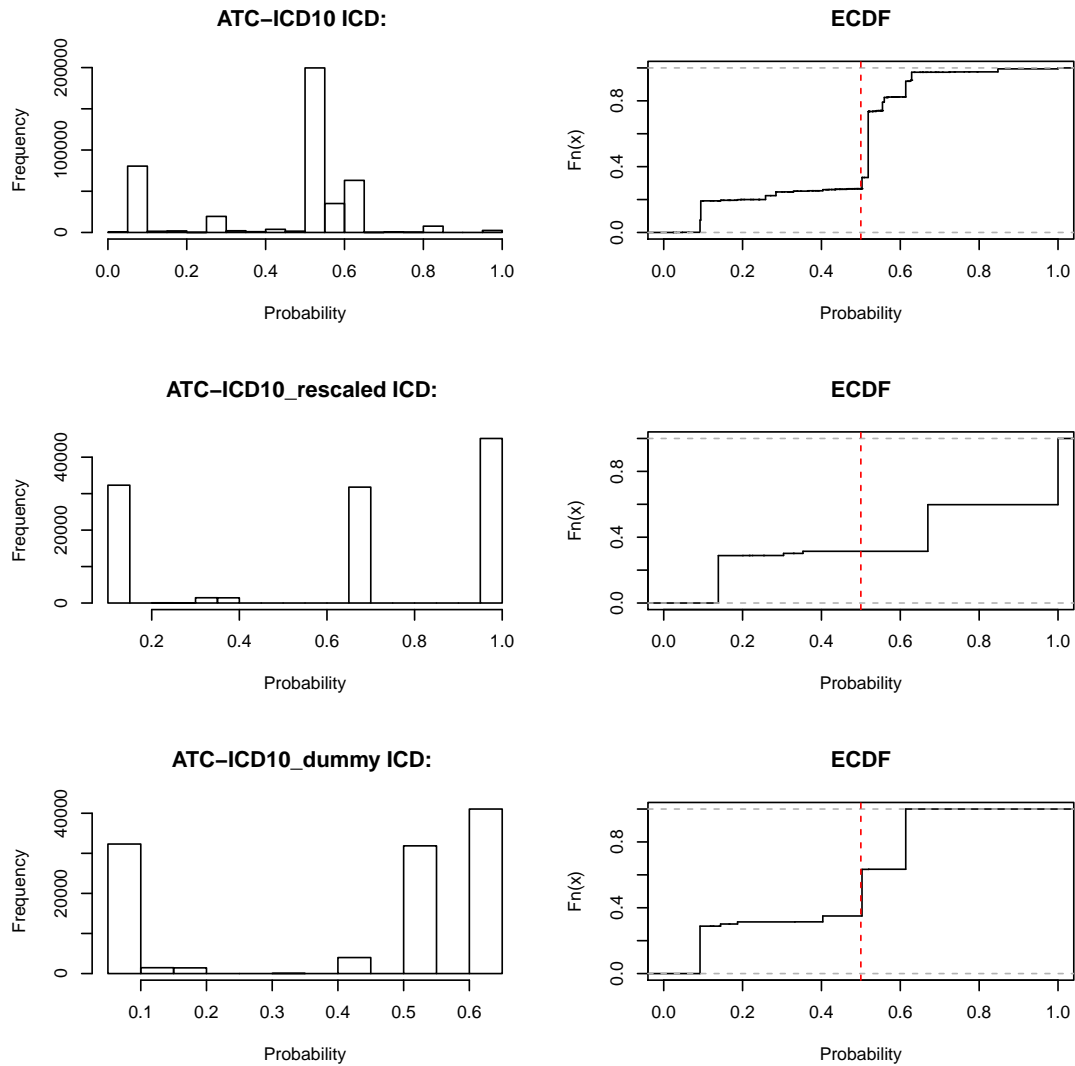 ATC−ICD10 ICD:
Frequency
0
100000
200000
0.0 0.2 0.4 0.6 0.8 1.0
Probability
ECDF
Fn(x)
0.0
0.4
0.8
0.0 0.2 0.4 0.6 0.8 1.0
Probability
ATC−ICD10_rescaled ICD:
Frequency
0
20000
40000
0.2 0.4 0.6 0.8 1.0
Probability
ECDF
Fn(x)
0.0
0.4
0.8
0.0 0.2 0.4 0.6 0.8 1.0
Probability
ATC−ICD10_dummy ICD:
Frequency
0
20000
40000
0.1 0.2 0.3 0.4 0.5 0.6
Probability
ECDF
Fn(x)
0.0
0.4
0.8
0.0 0.2 0.4 0.6 0.8 1.0
Probability